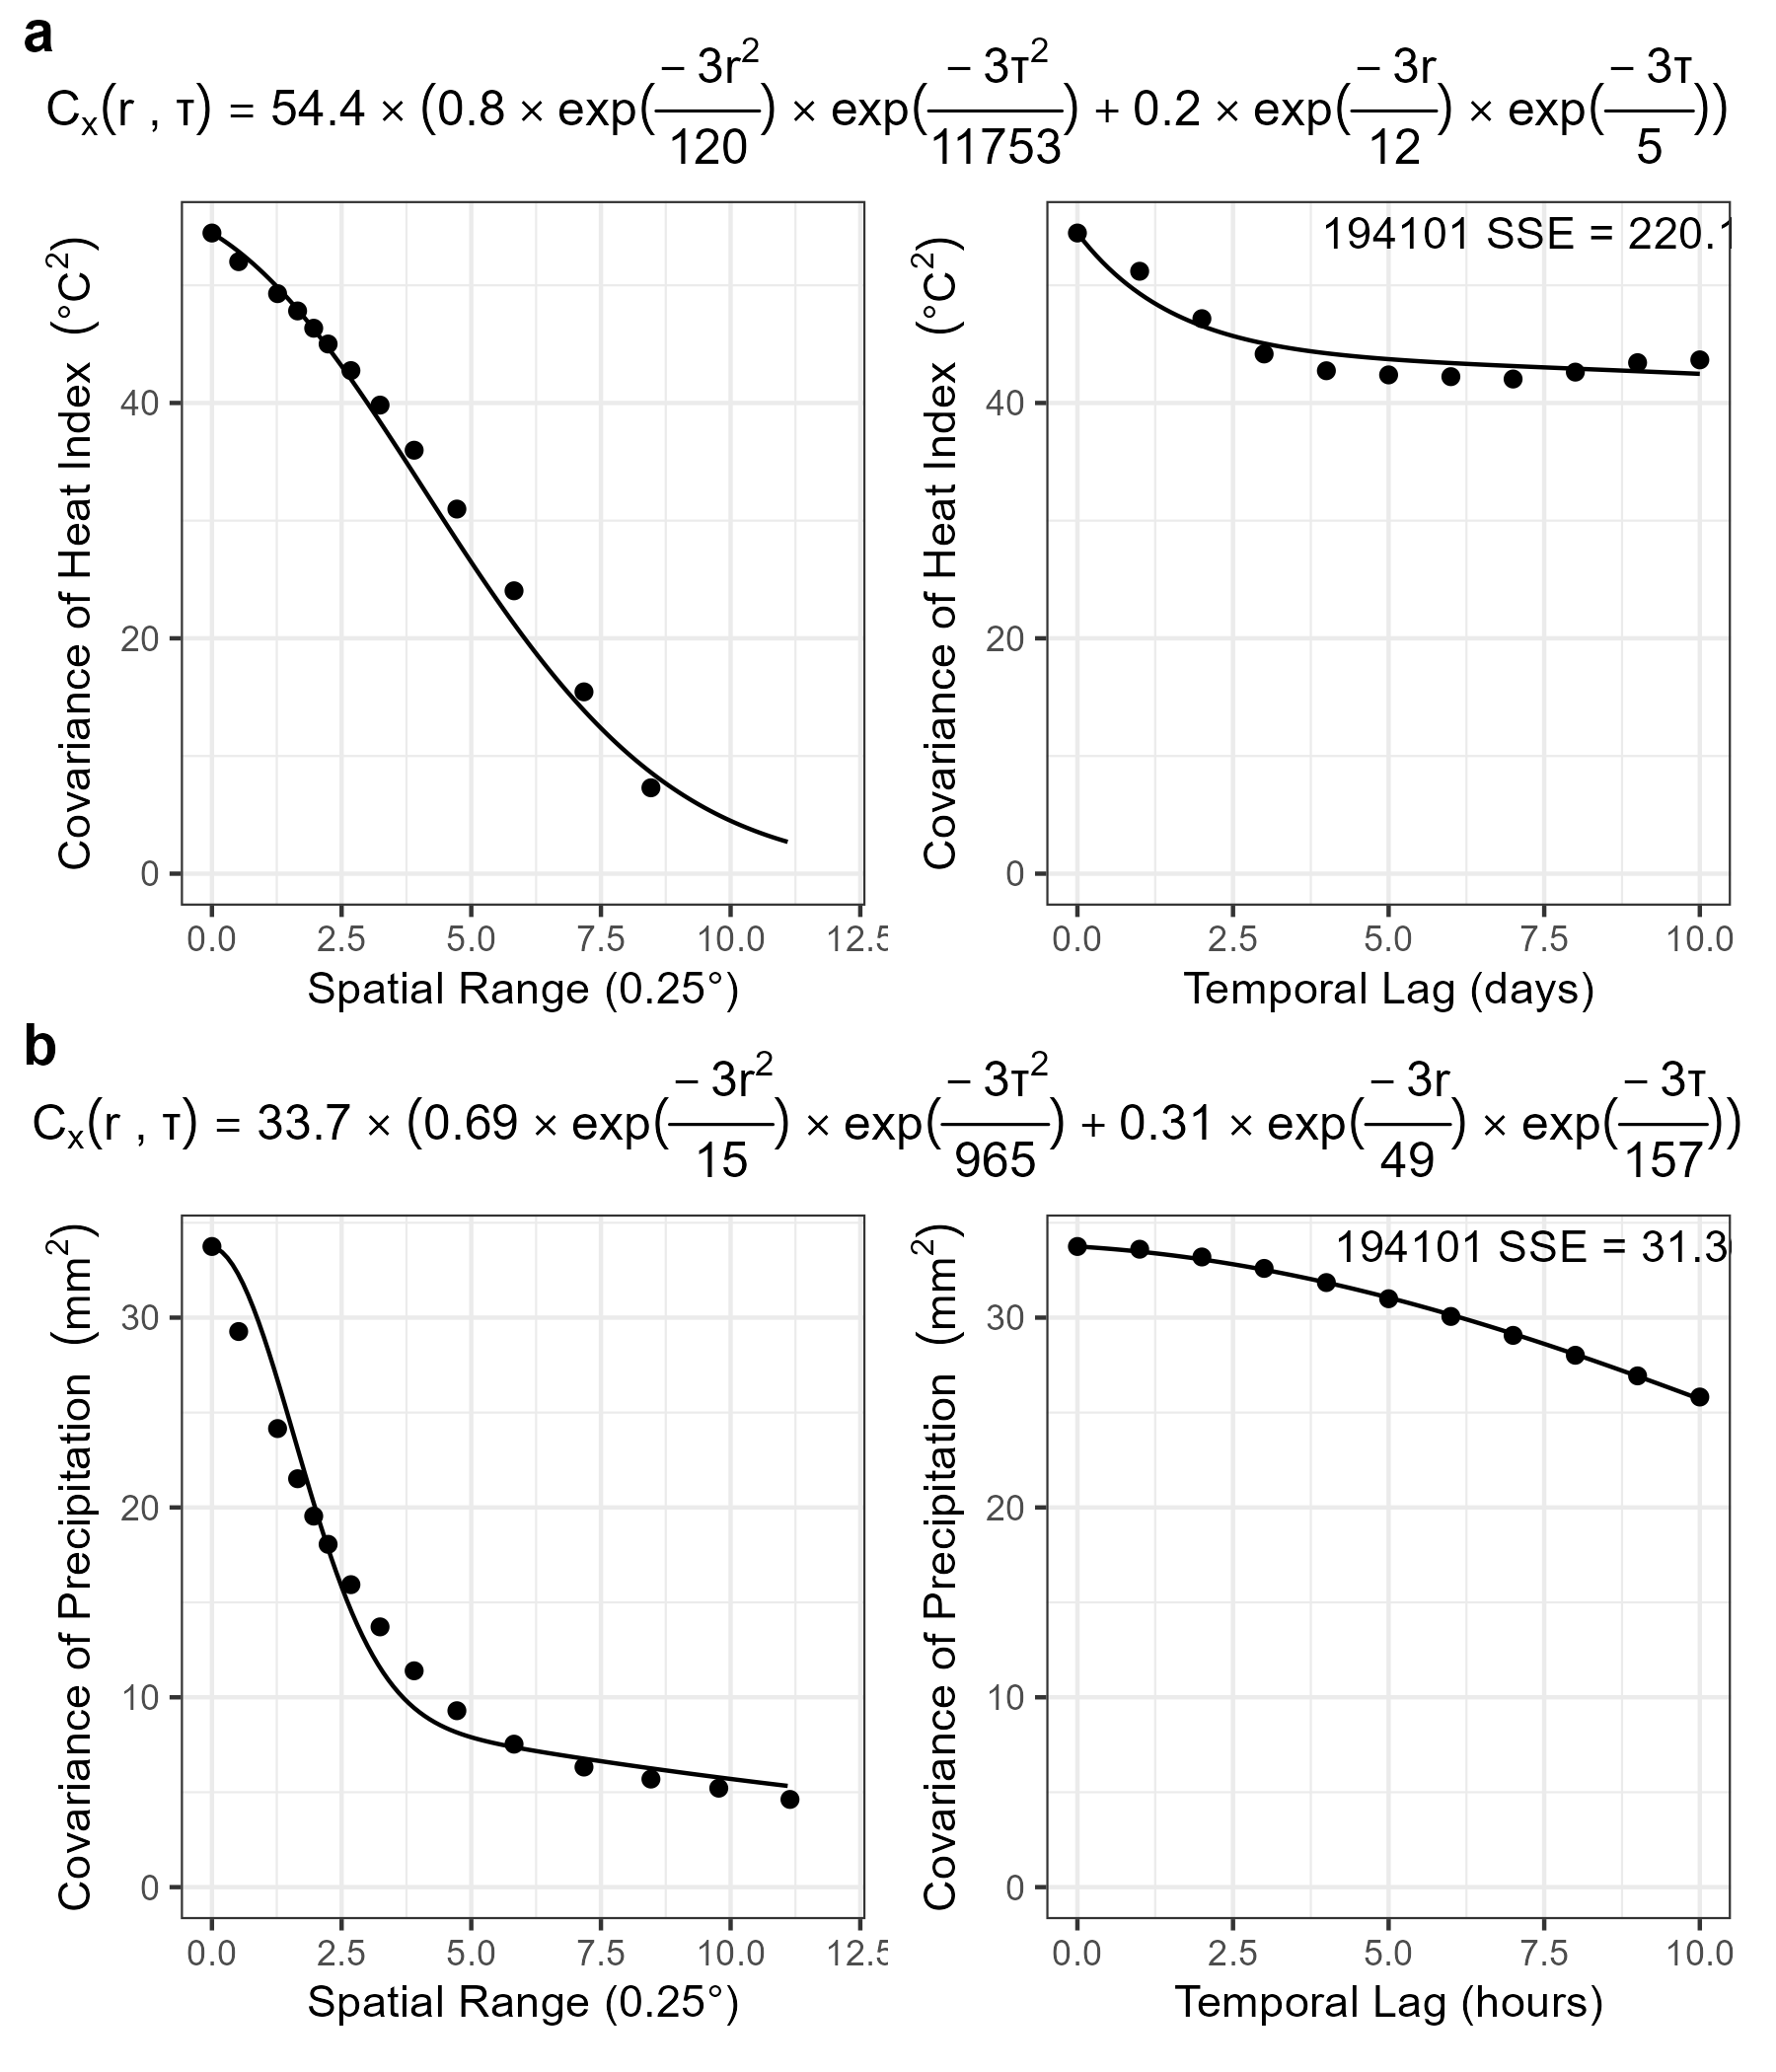 a
Cₓ(r , τ) = 54.4 × (0.8 × exp(− 3r²/120) × exp(− 3τ²/11753) + 0.2 × exp(− 3r/12) × exp(− 3τ/5))
Covariance of Heat Index (°C²)
40
20
0
0.0 2.5 5.0 7.5 10.0 12.5
Spatial Range (0.25°)
194101 SSE = 220.1
Covariance of Heat Index (°C²)
40
20
0
0.0 2.5 5.0 7.5 10.0
Temporal Lag (days)
b
Cₓ(r , τ) = 33.7 × (0.69 × exp(− 3r²/15) × exp(− 3τ²/965) + 0.31 × exp(− 3r/49) × exp(− 3τ/157))
Covariance of Precipitation (mm²)
30
20
10
0
0.0 2.5 5.0 7.5 10.0 12.5
Spatial Range (0.25°)
194101 SSE = 31.3
Covariance of Precipitation (mm²)
30
20
10
0
0.0 2.5 5.0 7.5 10.0
Temporal Lag (hours)